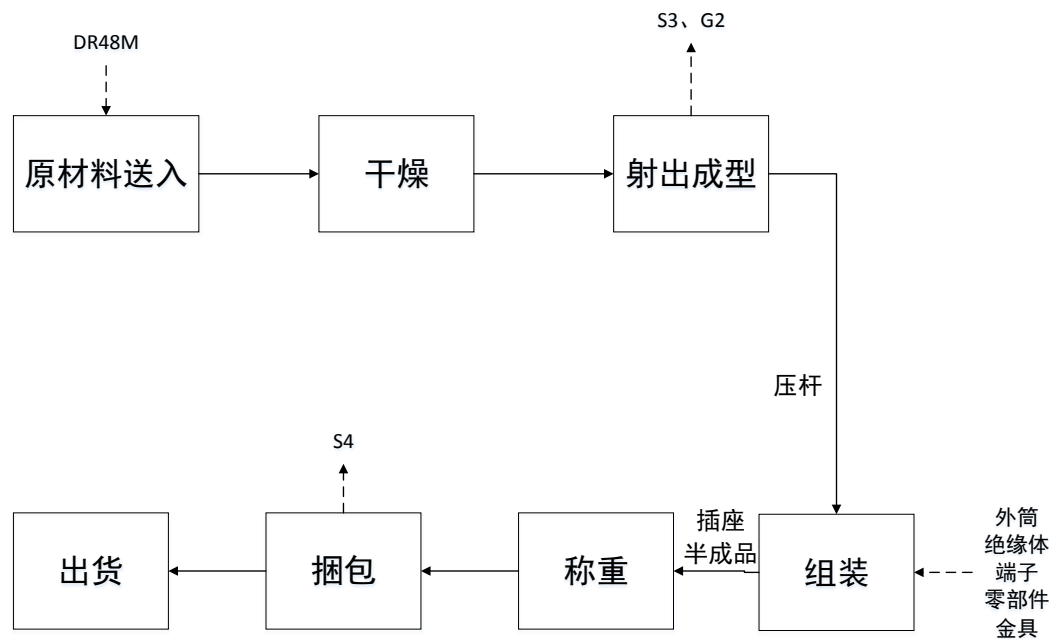 S3、G2
DR48M
原材料送入
干燥
射出成型
压杆
S4
出货
捆包
称重
插座
半成品
组装
外筒
绝缘体
端子
零部件
金具